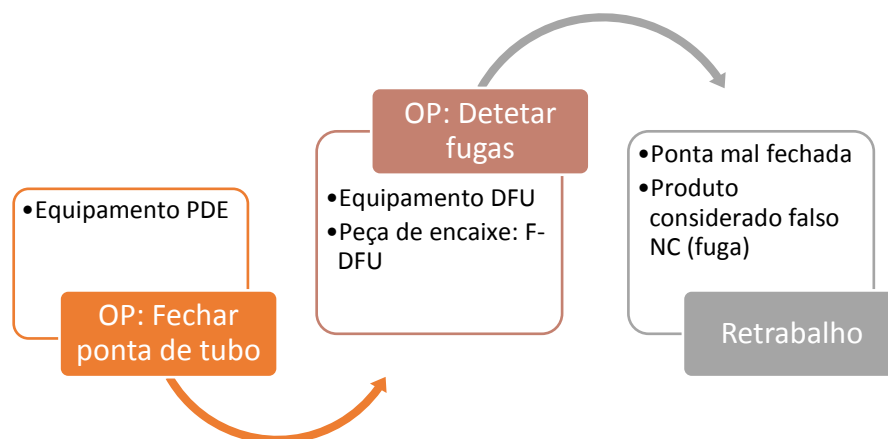 •Equipamento PDE
OP: Fechar
ponta de tubo
OP: Detetar
fugas
•Equipamento DFU
•Peça de encaixe: F-
DFU
•Ponta mal fechada
•Produto
considerado falso
NC (fuga)
Retrabalho